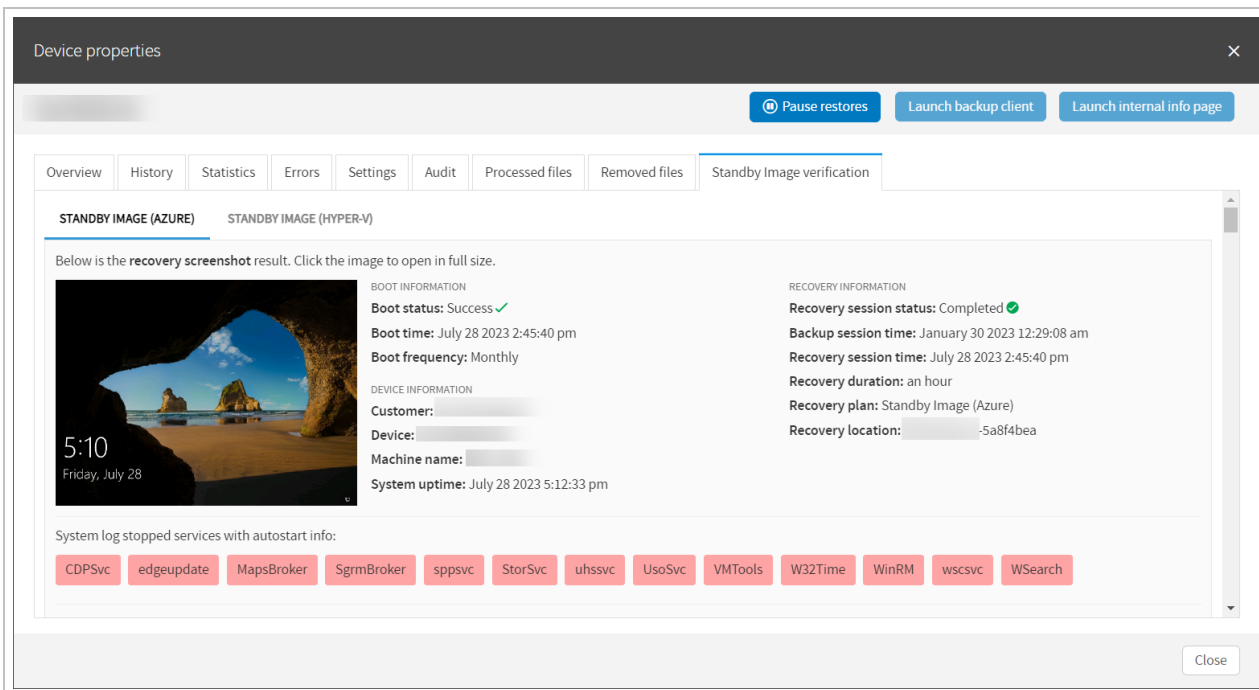 Device properties
Pause restores
Launch backup client
Launch internal info page
Overview
History
Statistics
Errors
Settings
Audit
Processed files
Removed files
Standby Image verification
STANDBY IMAGE (AZURE)
STANDBY IMAGE (HYPER-V)
Below is the recovery screenshot result. Click the image to open in full size.
5:10
Friday, July 28
BOOT INFORMATION
Boot status: Success
Boot time: July 28 2023 2:45:40 pm
Boot frequency: Monthly
DEVICE INFORMATION
Customer:
Device:
Machine name:
System uptime: July 28 2023 5:12:33 pm
RECOVERY INFORMATION
Recovery session status: Completed
Backup session time: January 30 2023 12:29:08 am
Recovery session time: July 28 2023 2:45:40 pm
Recovery duration: an hour
Recovery plan: Standby Image (Azure)
Recovery location: -5a8f4bea
System log stopped services with autostart info:
CDPSvc
edgeupdate
MapsBroker
SgrmBroker
sppsvc
StorSvc
uhssvc
UsoSvc
VMTools
W32Time
WinRM
wscsvc
WSearch
Close